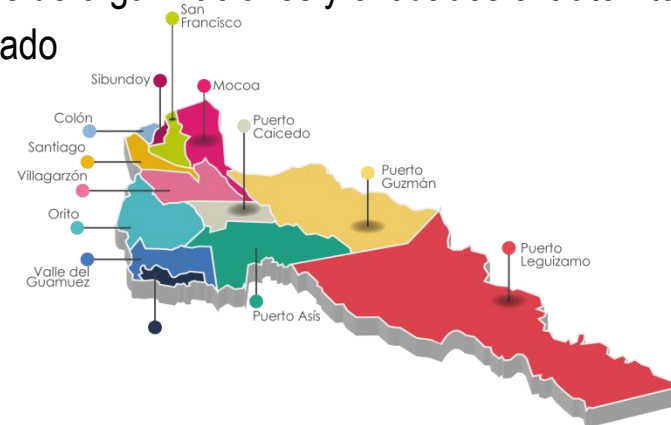 ado
San
Francisco
Sibundoy
Mocoa
Colón
Puerto
Caicedo
Santiago
Puerto
Guzmán
Villagarzón
Orito
Puerto
Leguizamo
Valle del
Guamuez
Puerto Asís